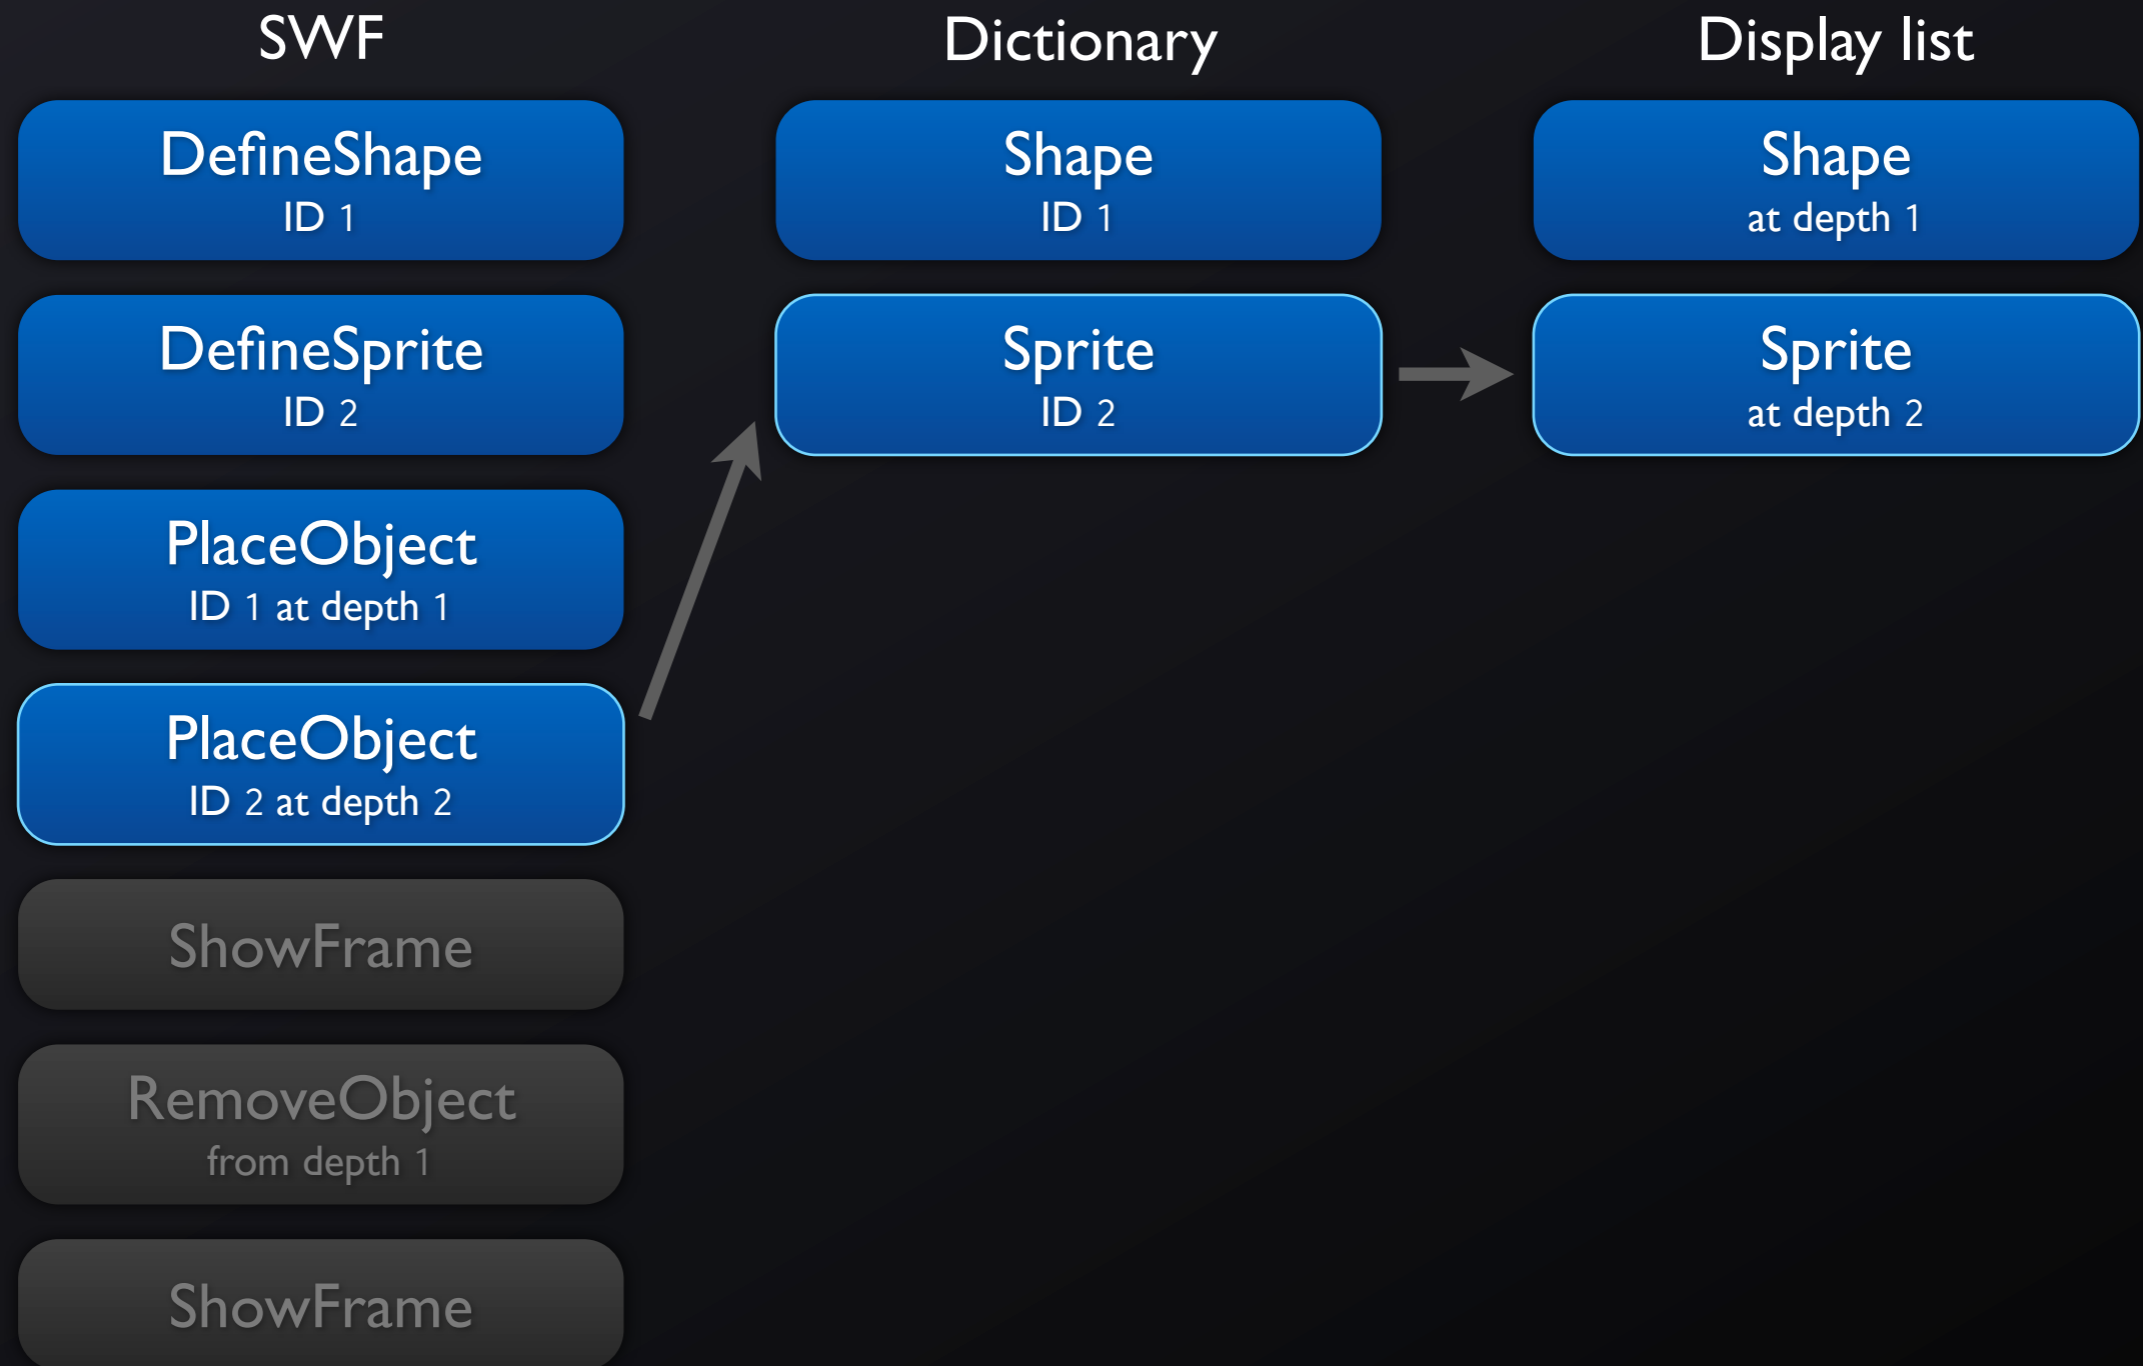 SWF
DefineShape
ID 1
DefineSprite
ID 2
PlaceObject
ID 1 at depth 1
PlaceObject
ID 2 at depth 2
ShowFrame
RemoveObject
from depth 1
ShowFrame
Dictionary
Shape
ID 1
Sprite
ID 2
Display list
Shape
at depth 1
Sprite
at depth 2